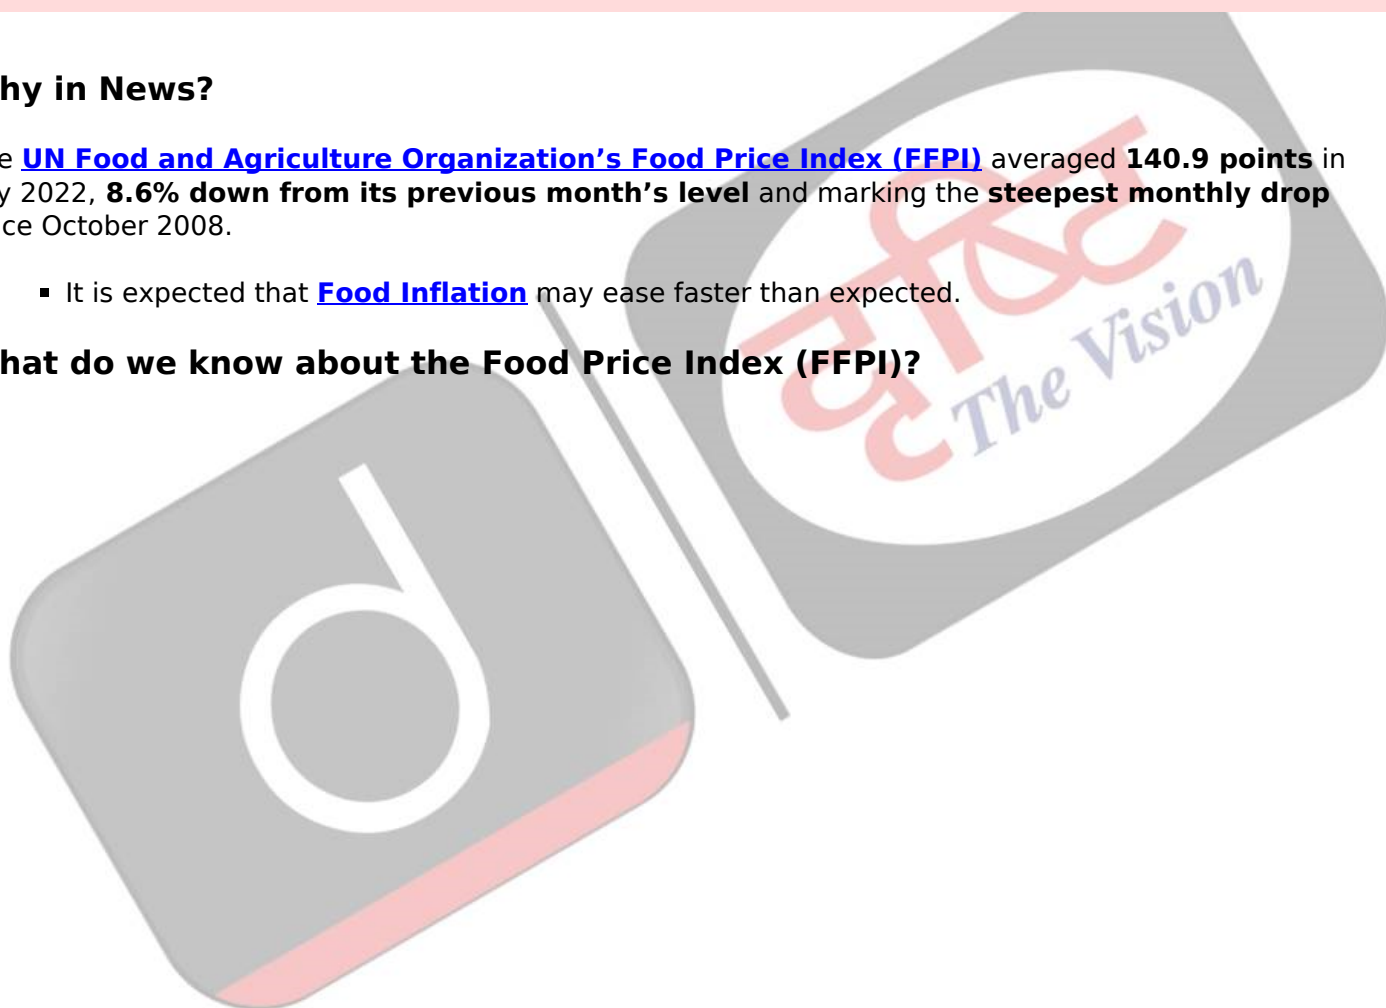 hy in News?
e UN Food and Agriculture Organization’s Food Price Index (FFPI) averaged 140.9 points in
y 2022, 8.6% down from its previous month’s level and marking the steepest monthly drop
ce October 2008.
▪ It is expected that Food Inflation may ease faster than expected.
hat do we know about the Food Price Index (FFPI)?
दृष्टि
The Vision
d